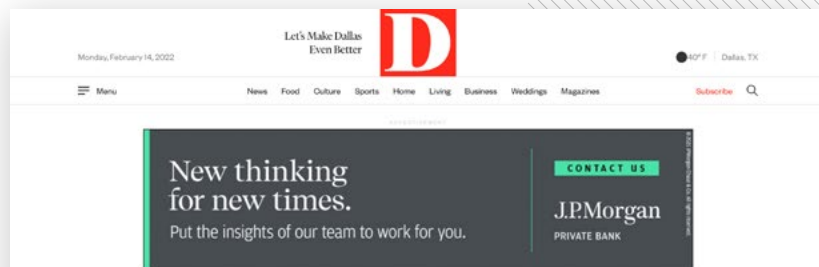 Let's Make Dallas
Even Better
D
Monday, February 14, 2022
40°F Dallas, TX
Menu
News Food Culture Sports Home Living Business Weddings Magazines
Subscribe
ADVERTISEMENT
New thinking
for new times.
Put the insights of our team to work for you.
CONTACT US
J.P.Morgan
PRIVATE BANK